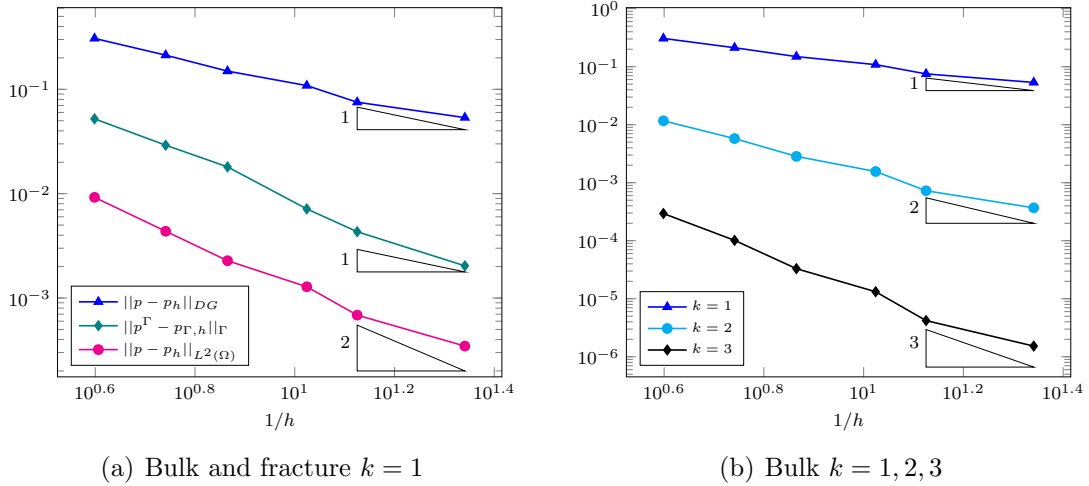 10^{-1}
10^{-2}
10^{-3}
1
1
2
||p − p_h||_{DG}
||p^Γ − p_{Γ,h}||_Γ
||p − p_h||_{L^2(Ω)}
10^{0.6} 10^{0.8} 10^1 10^{1.2} 10^{1.4}
1/h
(a) Bulk and fracture k = 1
10^0
10^{-1}
10^{-2}
10^{-3}
10^{-4}
10^{-5}
10^{-6}
1
2
3
k = 1
k = 2
k = 3
10^{0.6} 10^{0.8} 10^1 10^{1.2} 10^{1.4}
1/h
(b) Bulk k = 1, 2, 3